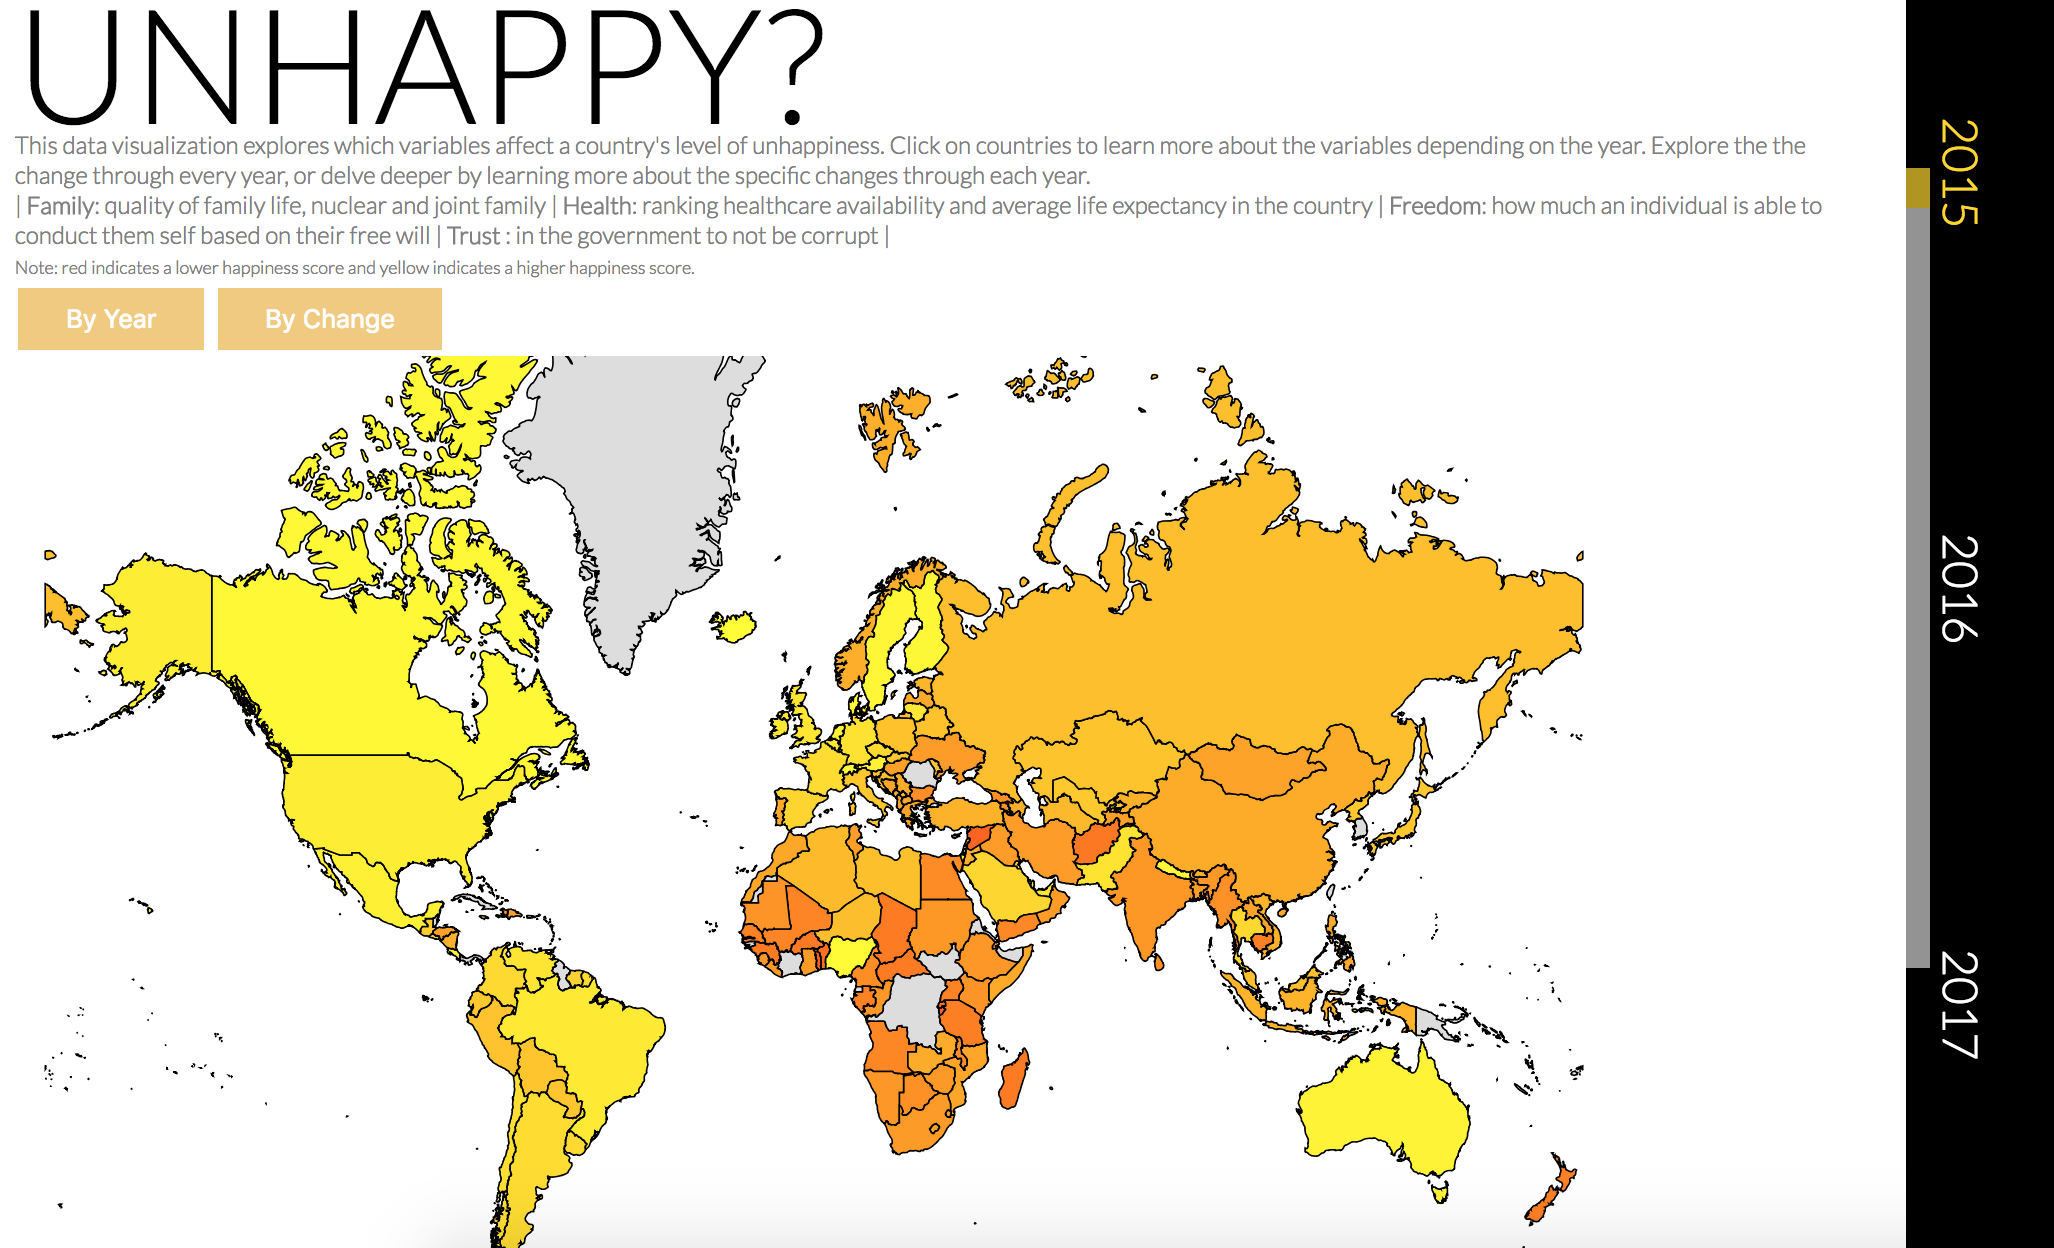 UNHAPPY?
This data visualization explores which variables affect a country's level of unhappiness. Click on countries to learn more about the variables depending on the year. Explore the the
change through every year, or delve deeper by learning more about the specific changes through each year.
| Family: quality of family life, nuclear and joint family | Health: ranking healthcare availability and average life expectancy in the country | Freedom: how much an individual is able to
conduct them self based on their free will | Trust : in the government to not be corrupt |
Note: red indicates a lower happiness score and yellow indicates a higher happiness score.
By Year
By Change
2015
2016
2017